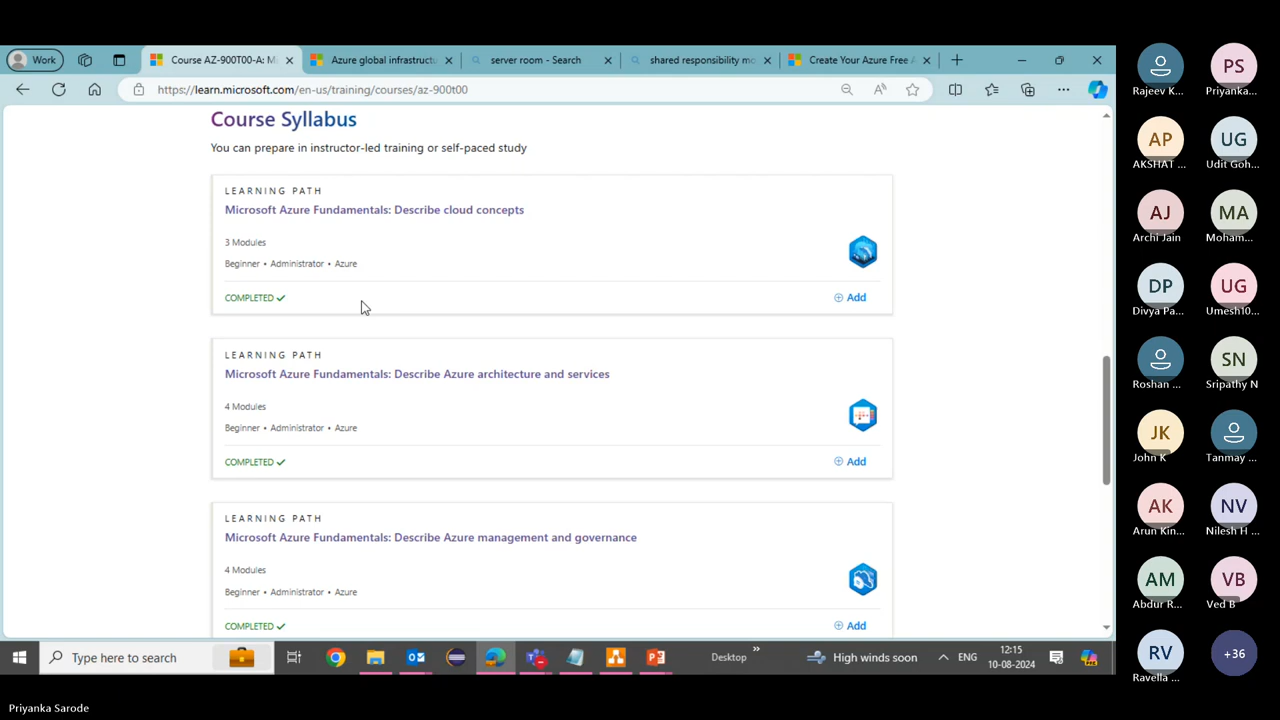 Work
Course AZ-900T00-A: M
Azure global infrastructu
server room - Search
shared responsibility mo
Create Your Azure Free A
https://learn.microsoft.com/en-us/training/courses/az-900t00
Course Syllabus
You can prepare in instructor-led training or self-paced study
LEARNING PATH
Microsoft Azure Fundamentals: Describe cloud concepts
3 Modules
Beginner • Administrator • Azure
COMPLETED ✓
Add
LEARNING PATH
Microsoft Azure Fundamentals: Describe Azure architecture and services
4 Modules
Beginner • Administrator • Azure
COMPLETED ✓
Add
LEARNING PATH
Microsoft Azure Fundamentals: Describe Azure management and governance
4 Modules
Beginner • Administrator • Azure
COMPLETED ✓
Add
Type here to search
Desktop
High winds soon
ENG
12:15
10-08-2024
Priyanka Sarode
Rajeev K...
PS
Priyanka...
AP
AKSHAT ...
UG
Udit Goh...
AJ
Archi Jain
MA
Moham...
DP
Divya Pa...
UG
Umesh10...
Roshan ...
SN
Sripathy N
JK
John K
Tanmay ...
AK
Arun Kin...
NV
Nilesh H ...
AM
Abdur R...
VB
Ved B
RV
Ravella ...
+36